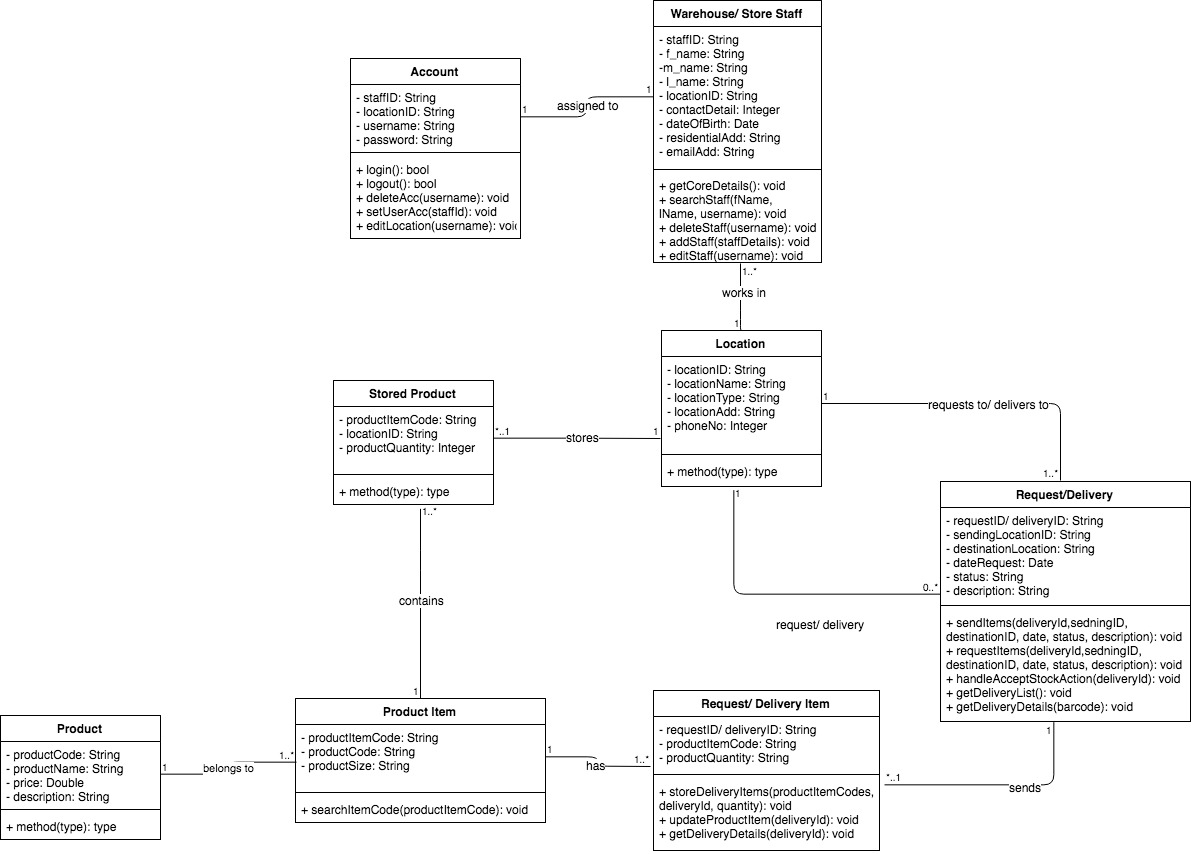 Warehouse/ Store Staff
- staffID: String
- f_name: String
-m_name: String
- l_name: String
- locationID: String
- contactDetail: Integer
- dateOfBirth: Date
- residentialAdd: String
- emailAdd: String
+ getCoreDetails(): void
+ searchStaff(fName,
lName, username): void
+ deleteStaff(username): void
+ addStaff(staffDetails): void
+ editStaff(username): void
Account
- staffID: String
- locationID: String
- username: String
- password: String
+ login(): bool
+ logout(): bool
+ deleteAcc(username): void
+ setUserAcc(staffId): void
+ editLocation(username): void
1
assigned to
1
1..*
works in
1
Location
- locationID: String
- locationName: String
- locationType: String
- locationAdd: String
- phoneNo: Integer
+ method(type): type
Stored Product
- productItemCode: String
- locationID: String
- productQuantity: Integer
+ method(type): type
*..1
stores
1
1
requests to/ delivers to
1..*
Request/Delivery
- requestID/ deliveryID: String
- sendingLocationID: String
- destinationLocation: String
- dateRequest: Date
- status: String
- description: String
+ sendItems(deliveryId,sedningID,
destinationID, date, status, description): void
+ requestItems(deliveryId,sedningID,
destinationID, date, status, description): void
+ handleAcceptStockAction(deliveryId): void
+ getDeliveryList(): void
+ getDeliveryDetails(barcode): void
1
0..*
request/ delivery
1..*
contains
1
Product Item
- productItemCode: String
- productCode: String
- productSize: String
+ searchItemCode(productItemCode): void
Request/ Delivery Item
- requestID/ deliveryID: String
- productItemCode: String
- productQuantity: String
+ storeDeliveryItems(productItemCodes,
deliveryId, quantity): void
+ updateProductItem(deliveryId): void
+ getDeliveryDetails(deliveryId): void
Product
- productCode: String
- productName: String
- price: Double
- description: String
+ method(type): type
1
belongs to
1..*
1
has
1..*
*..1
sends
1